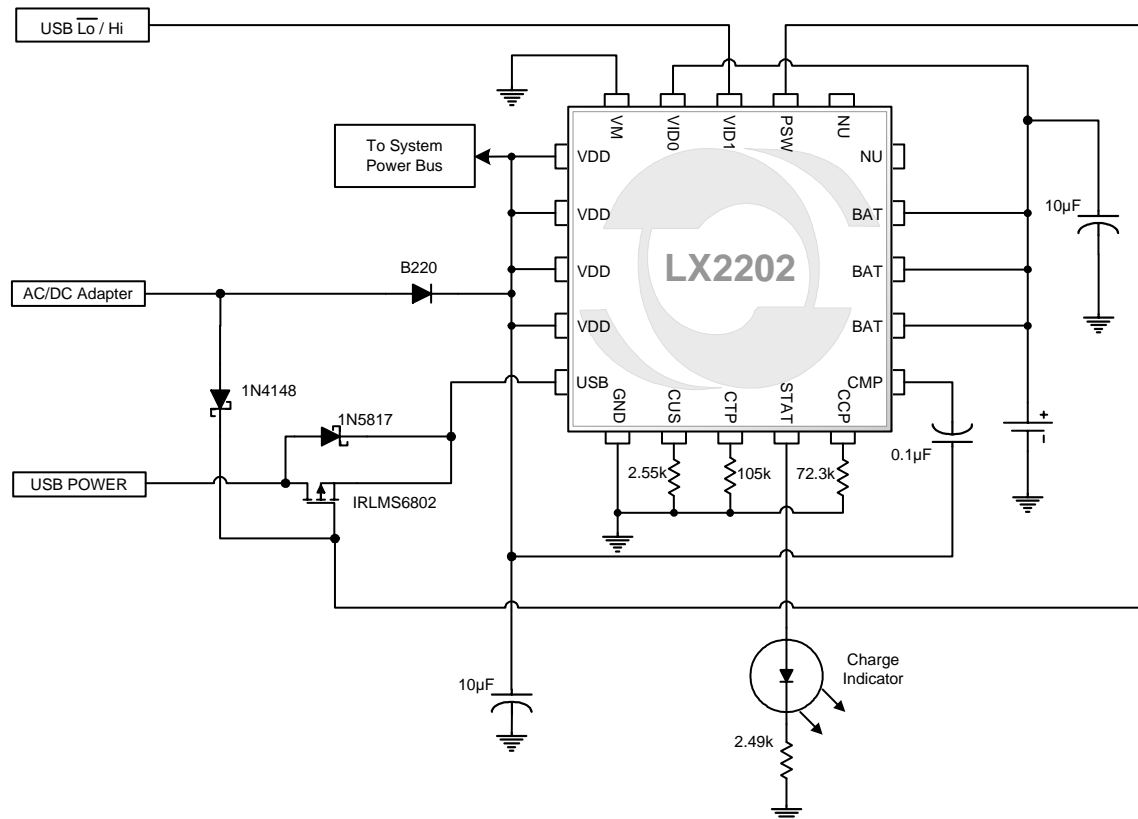 USB Lo / Hi
To System
Power Bus
AC/DC Adapter
B220
1N4148
1N5817
USB POWER
IRLMS6802
VM
VID0
VID1
PSW
NU
VDD
VDD
VDD
VDD
USB
NU
BAT
BAT
BAT
CMP
LX2202
GND
CUS
CTP
STAT
CCP
2.55k
105k
72.3k
10µF
0.1µF
+
-
10µF
Charge
Indicator
2.49k